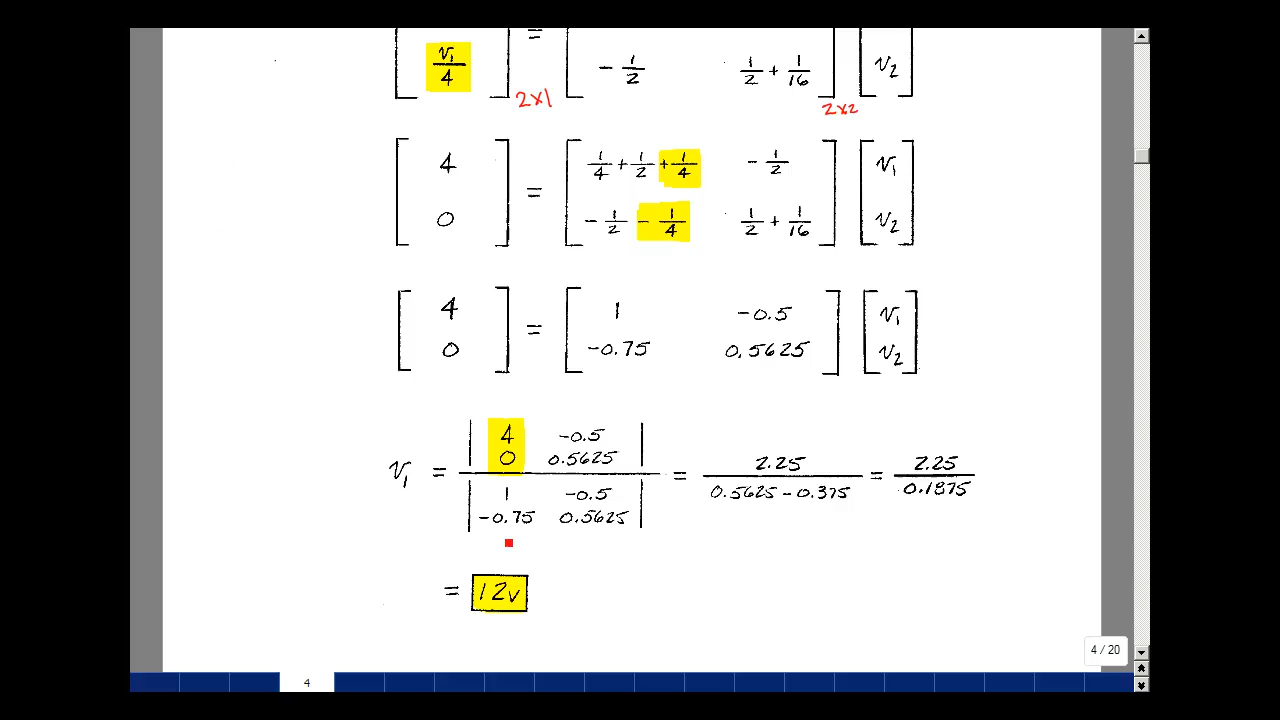 v₁/4 = -1/2 1/2 + 1/16 v₂
2x1 2x2
4 = 1/4 + 1/2 + 1/4 -1/2 v₁
0 -1/2 - 1/4 1/2 + 1/16 v₂
4 = 1 -0.5 v₁
0 -0.75 0.5625 v₂
v₁ = | 4 -0.5 | = 2.25 = 2.25
0 0.5625 0.5625 - 0.375 0.1875
1 -0.5
-0.75 0.5625
= 12v
4 / 20
4